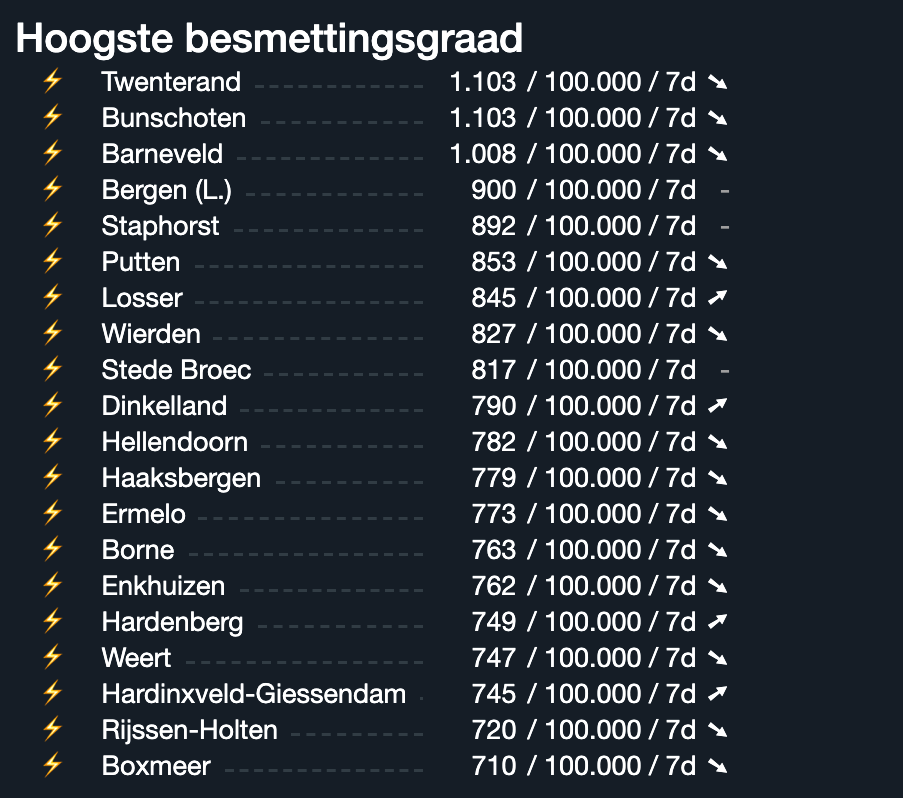 Hoogste besmettingsgraad
⚡ Twenterand 1.103 / 100.000 / 7d ➘
⚡ Bunschoten 1.103 / 100.000 / 7d ➘
⚡ Barneveld 1.008 / 100.000 / 7d ➘
⚡ Bergen (L.) 900 / 100.000 / 7d -
⚡ Staphorst 892 / 100.000 / 7d -
⚡ Putten 853 / 100.000 / 7d ➘
⚡ Losser 845 / 100.000 / 7d ➚
⚡ Wierden 827 / 100.000 / 7d ➘
⚡ Stede Broec 817 / 100.000 / 7d -
⚡ Dinkelland 790 / 100.000 / 7d ➚
⚡ Hellendoorn 782 / 100.000 / 7d ➘
⚡ Haaksbergen 779 / 100.000 / 7d ➘
⚡ Ermelo 773 / 100.000 / 7d ➘
⚡ Borne 763 / 100.000 / 7d ➘
⚡ Enkhuizen 762 / 100.000 / 7d ➘
⚡ Hardenberg 749 / 100.000 / 7d ➚
⚡ Weert 747 / 100.000 / 7d ➘
⚡ Hardinxveld-Giessendam 745 / 100.000 / 7d ➚
⚡ Rijssen-Holten 720 / 100.000 / 7d ➘
⚡ Boxmeer 710 / 100.000 / 7d ➘